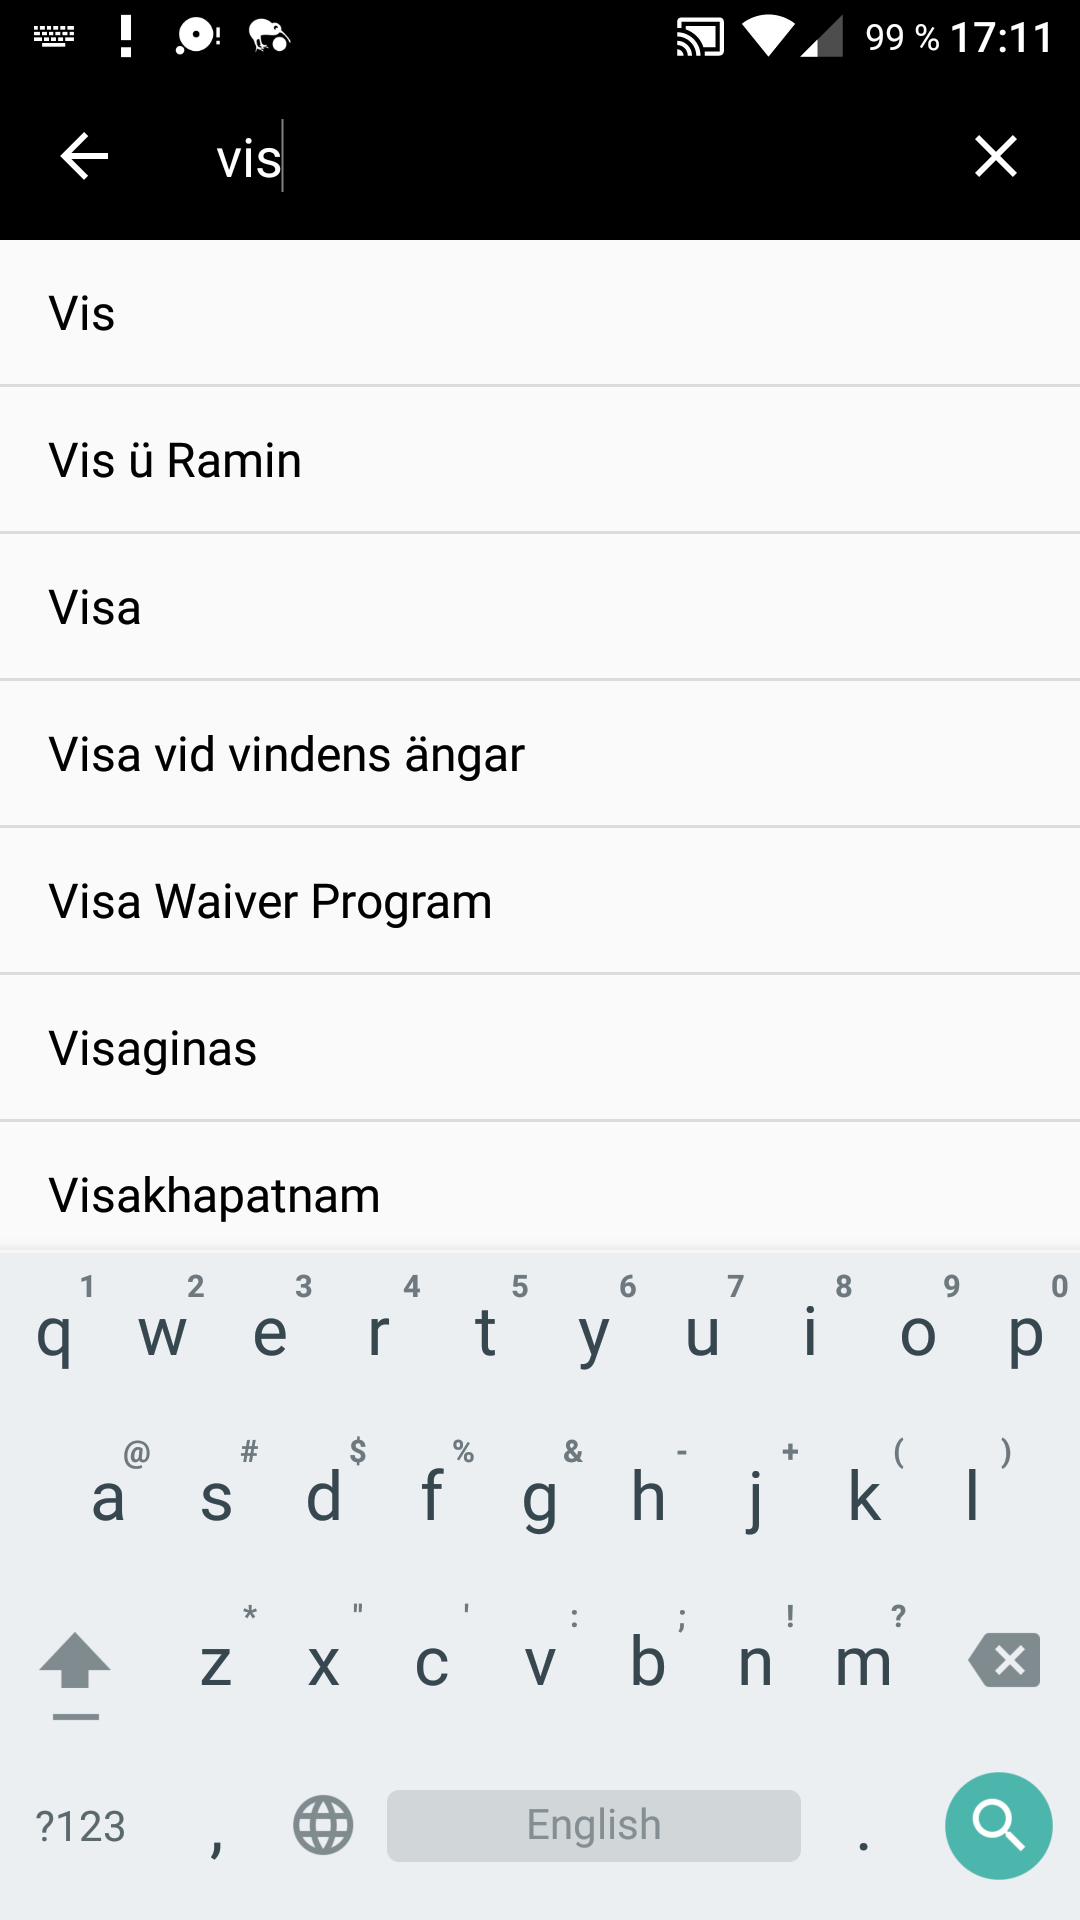 99 % 17:11
vis
Vis
Vis ü Ramin
Visa
Visa vid vindens ängar
Visa Waiver Program
Visaginas
Visakhapatnam
1 2 3 4 5 6 7 8 9 0
q w e r t y u i o p
@ # $ % & - + ( )
a s d f g h j k l
* " ' : ; ! ?
z x c v b n m
?123 , English .